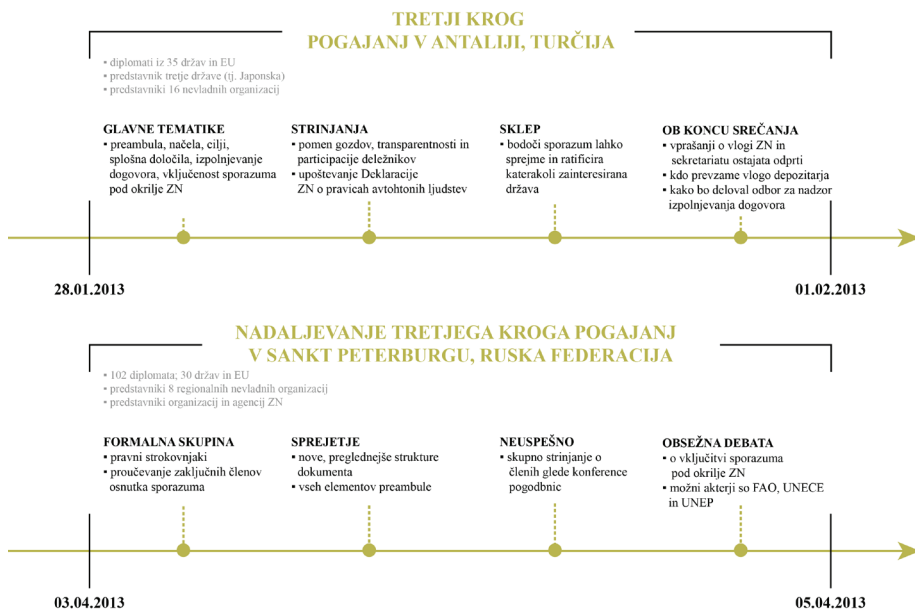 TRETJI KROG
POGAJANJ V ANTALIJI, TURČIJA
▪ diplomati iz 35 držav in EU
▪ predstavnik tretje države (tj. Japonska)
▪ predstavniki 16 nevladnih organizacij
GLAVNE TEMATIKE
▪ preambula, načela, cilji,
splošna določila, izpolnjevanje
dogovora, vključenost sporazuma
pod okrilje ZN
STRINJANJA
▪ pomen gozdov, transparentnosti in
participacije deležnikov
▪ upoštevanje Deklaracije
ZN o pravicah avtohtonih ljudstev
SKLEP
▪ bodoči sporazum lahko
sprejme in ratificira
katerakoli zainteresirana
država
OB KONCU SREČANJA
▪ vprašanji o vlogi ZN in
sekretariatu ostajata odprti
▪ kdo prevzame vlogo depozitarja
▪ kako bo deloval odbor za nadzor
izpolnjevanja dogovora
28.01.2013
01.02.2013
NADALJEVANJE TRETJEGA KROGA POGAJANJ
V SANKT PETERBURGU, RUSKA FEDERACIJA
▪ 102 diplomata; 30 držav in EU
▪ predstavniki 8 regionalnih nevladnih organizacij
▪ predstavniki organizacij in agencij ZN
FORMALNA SKUPINA
▪ pravni strokovnjaki
▪ proučevanje zaključnih členov
osnutka sporazuma
SPREJETJE
▪ nove, preglednejše strukture
dokumenta
▪ vseh elementov preambule
NEUSPEŠNO
▪ skupno strinjanje o
členih glede konference
pogodbnic
OBSEŽNA DEBATA
▪ o vključitvi sporazuma
pod okrilje ZN
▪ možni akterji so FAO, UNECE
in UNEP
03.04.2013
05.04.2013